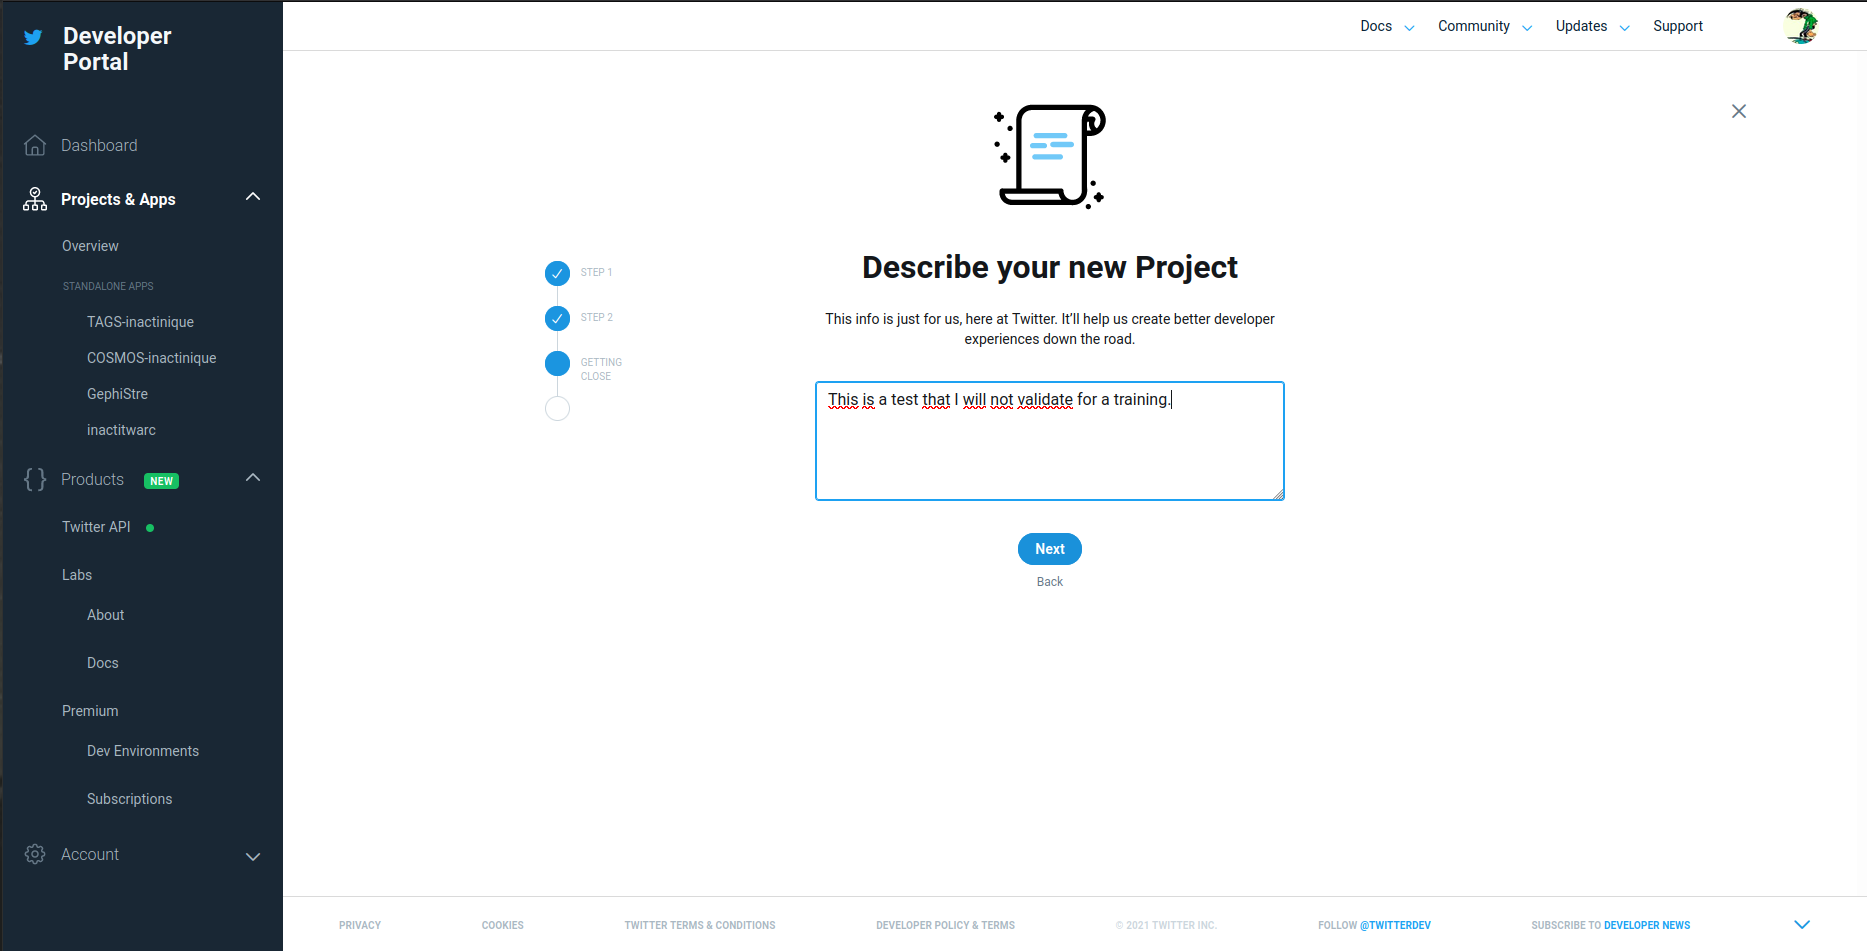 Developer
Portal
Docs
Community
Updates
Support
Dashboard
Projects & Apps
Overview
STANDALONE APPS
TAGS-inactinique
COSMOS-inactinique
GephiStre
inactitwarc
Products NEW
Twitter API
Labs
About
Docs
Premium
Dev Environments
Subscriptions
Account
STEP 1
STEP 2
GETTING
CLOSE
Describe your new Project
This info is just for us, here at Twitter. It'll help us create better developer
experiences down the road.
This is a test that I will not validate for a training.
Next
Back
PRIVACY
COOKIES
TWITTER TERMS & CONDITIONS
DEVELOPER POLICY & TERMS
© 2021 TWITTER INC.
FOLLOW @TWITTERDEV
SUBSCRIBE TO DEVELOPER NEWS